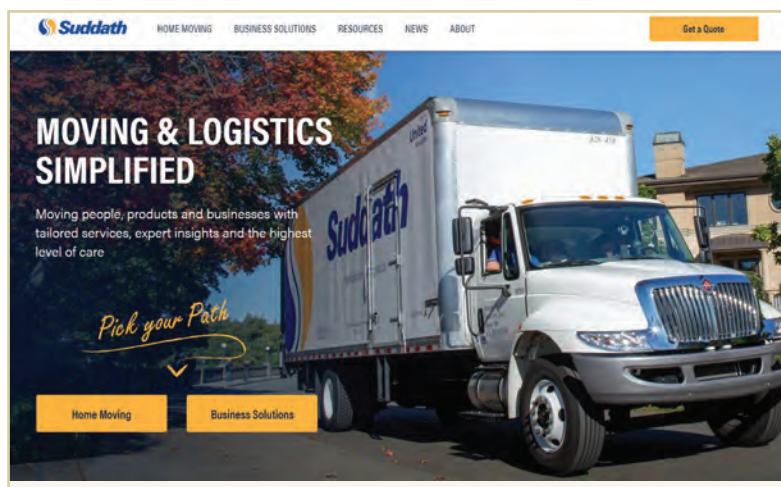 Suddath HOME MOVING BUSINESS SOLUTIONS RESOURCES NEWS ABOUT Get a Quote
MOVING & LOGISTICS
SIMPLIFIED
Moving people, products and businesses with
tailored services, expert insights and the highest
level of care
Pick your Path
Home Moving Business Solutions
United
Suddath